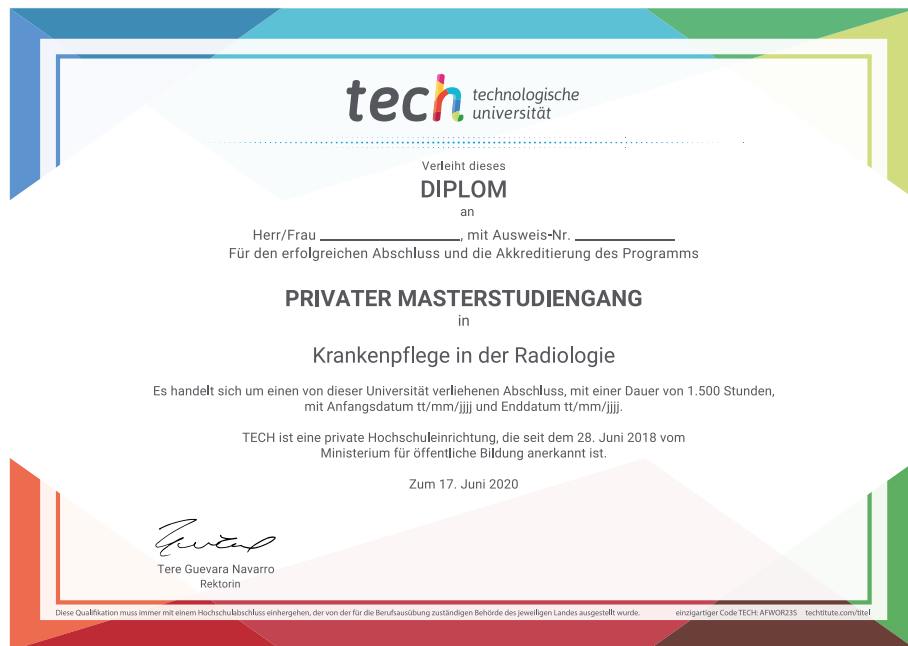 tech technologische
universität
Verleiht dieses
DIPLOM
an
Herr/Frau ____________________, mit Ausweis-Nr. ______________
Für den erfolgreichen Abschluss und die Akkreditierung des Programms
PRIVATER MASTERSTUDIENGANG
in
Krankenpflege in der Radiologie
Es handelt sich um einen von dieser Universität verliehenen Abschluss, mit einer Dauer von 1.500 Stunden,
mit Anfangsdatum tt/mm/jjjj und Enddatum tt/mm/jjjj.
TECH ist eine private Hochschuleinrichtung, die seit dem 28. Juni 2018 vom
Ministerium für öffentliche Bildung anerkannt ist.
Zum 17. Juni 2020
Tere Guevara Navarro
Rektorin
Diese Qualifikation muss immer mit einem Hochschulabschluss einhergehen, der von der für die Berufsausübung zuständigen Behörde des jeweiligen Landes ausgestellt wurde. einzigartiger Code TECH: AFWOR23S techtitute.com/titel